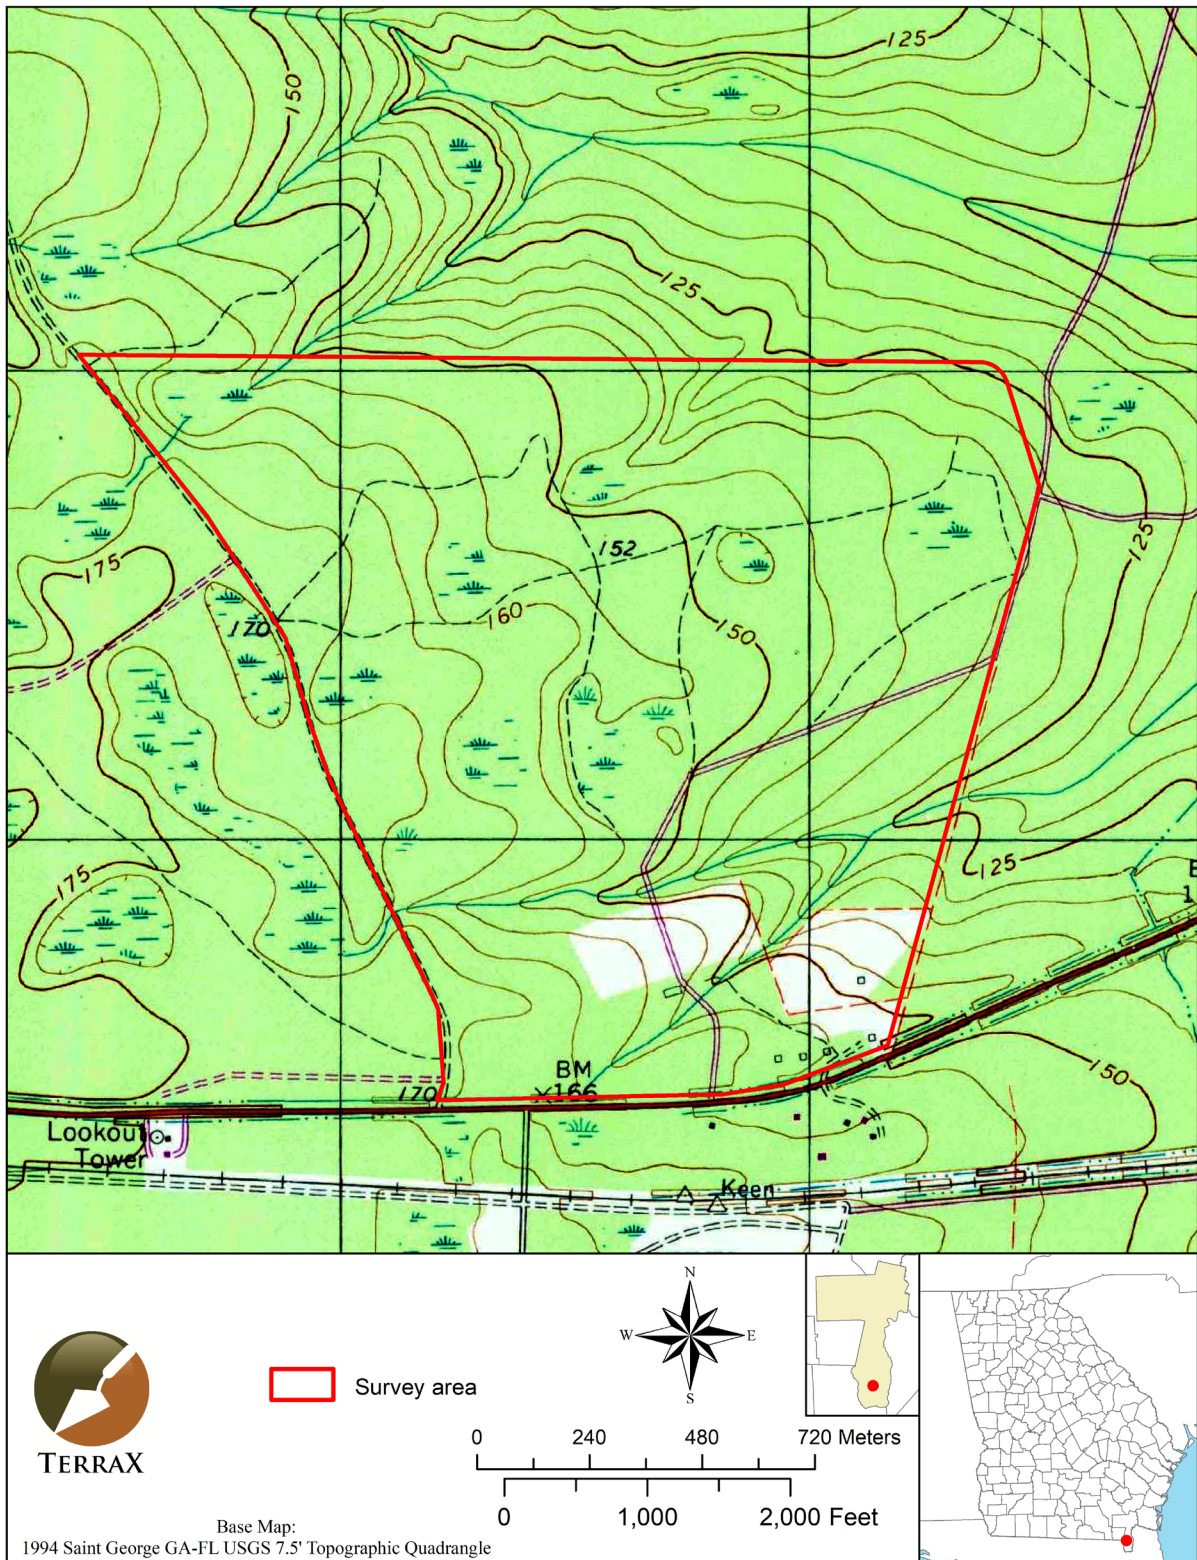 125
150
125
175
152
160
170
150
125
175
125
E
1
BM
166
170
150
Lookout
Tower
Keen
N
W
E
S
TERRAX
Survey area
0
240
480
720 Meters
0
1,000
2,000 Feet
Base Map:
1994 Saint George GA-FL USGS 7.5' Topographic Quadrangle